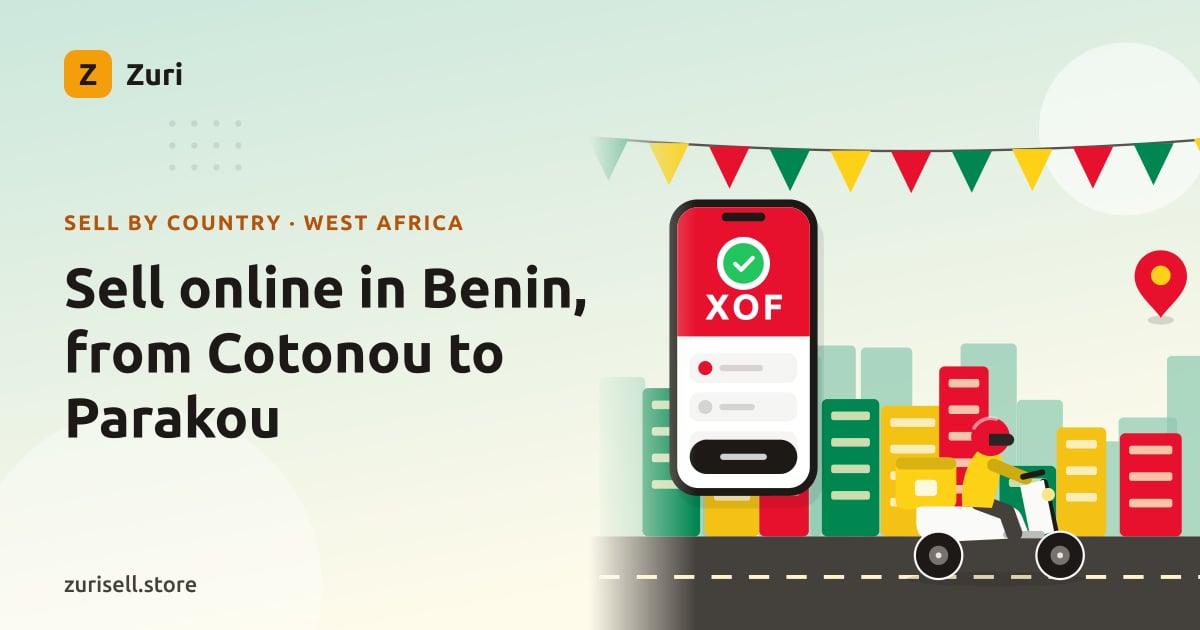 Z Zuri
SELL BY COUNTRY · WEST AFRICA
Sell online in Benin,
from Cotonou to
Parakou
XOF
zurisell.store